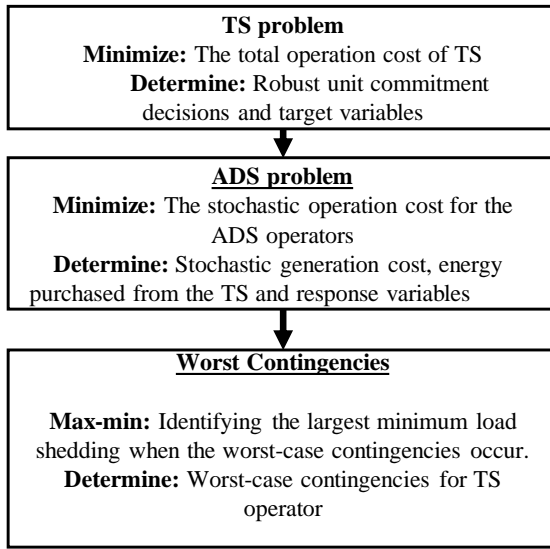 TS problem
Minimize: The total operation cost of TS
Determine: Robust unit commitment
decisions and target variables
ADS problem
Minimize: The stochastic operation cost for the
ADS operators
Determine: Stochastic generation cost, energy
purchased from the TS and response variables
Worst Contingencies
Max-min: Identifying the largest minimum load
shedding when the worst-case contingencies occur.
Determine: Worst-case contingencies for TS
operator